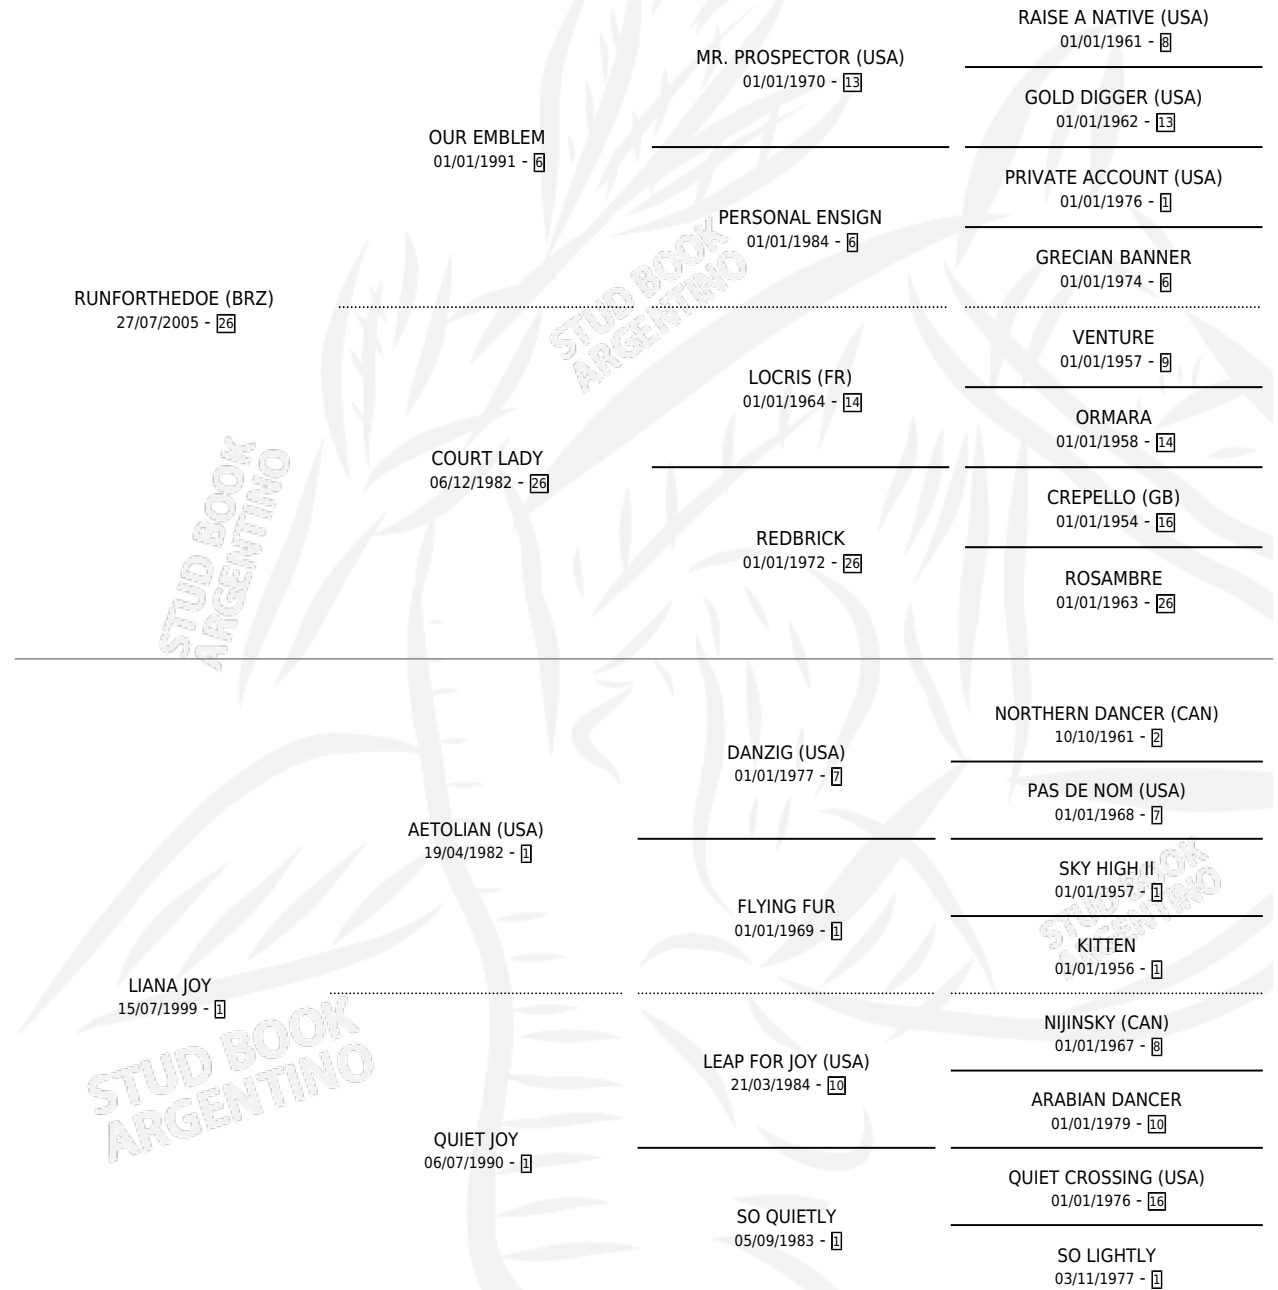 RAISE A NATIVE (USA)
01/01/1961 - 8
MR. PROSPECTOR (USA)
01/01/1970 - 13
GOLD DIGGER (USA)
01/01/1962 - 13
OUR EMBLEM
01/01/1991 - 6
PRIVATE ACCOUNT (USA)
01/01/1976 - 1
PERSONAL ENSIGN
01/01/1984 - 6
GRECIAN BANNER
01/01/1974 - 6
RUNFORTHEDOE (BRZ)
27/07/2005 - 26
STUD BOOK
ARGENTINO
VENTURE
01/01/1957 - 9
LOCRIS (FR)
01/01/1964 - 14
ORMARA
01/01/1958 - 14
COURT LADY
06/12/1982 - 26
CREPELLO (GB)
01/01/1954 - 16
REDBRICK
01/01/1972 - 26
ROSAMBRE
01/01/1963 - 26
STUD BOOK
ARGENTINO
NORTHERN DANCER (CAN)
10/10/1961 - 2
DANZIG (USA)
01/01/1977 - 7
PAS DE NOM (USA)
01/01/1968 - 7
AETOLIAN (USA)
19/04/1982 - 1
SKY HIGH II
01/01/1957 - 1
FLYING FUR
01/01/1969 - 1
KITTEN
01/01/1956 - 1
STUD BOOK
ARGENTINO
LIANA JOY
15/07/1999 - 1
NIJINSKY (CAN)
01/01/1967 - 8
LEAP FOR JOY (USA)
21/03/1984 - 10
ARABIAN DANCER
01/01/1979 - 10
STUD BOOK
ARGENTINO
QUIET JOY
06/07/1990 - 1
QUIET CROSSING (USA)
01/01/1976 - 16
SO QUIETLY
05/09/1983 - 1
SO LIGHTLY
03/11/1977 - 1